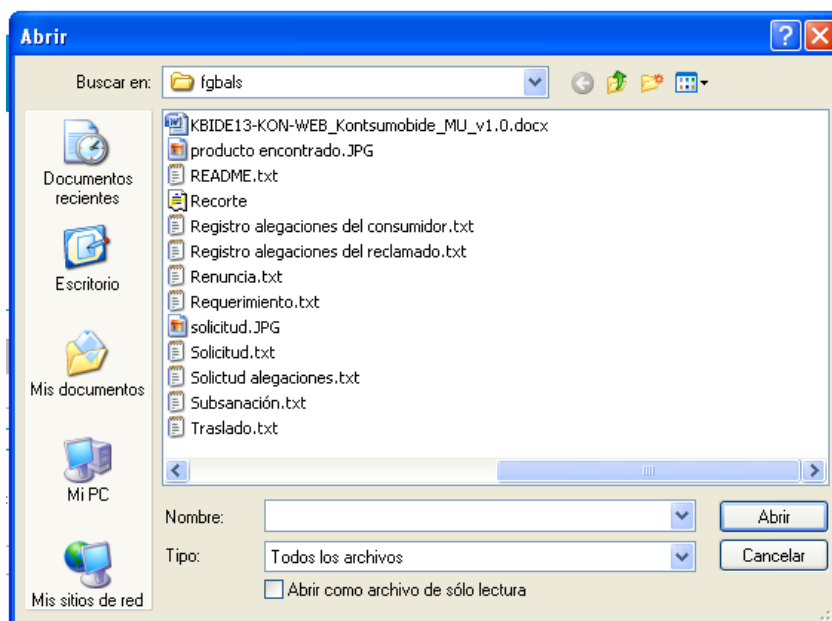 Abrir
Buscar en: fgbals
KBIDE13-KON-WEB_Kontsumobide_MU_v1.0.docx
producto encontrado.JPG
README.txt
Recorte
Registro alegaciones del consumidor.txt
Registro alegaciones del reclamado.txt
Renuncia.txt
Requerimiento.txt
solicitud.JPG
Solicitud.txt
Solictud alegaciones.txt
Subsanación.txt
Traslado.txt
Documentos
recientes
Escritorio
Mis documentos
Mi PC
Mis sitios de red
Nombre: Abrir
Tipo: Todos los archivos Cancelar
Abrir como archivo de sólo lectura